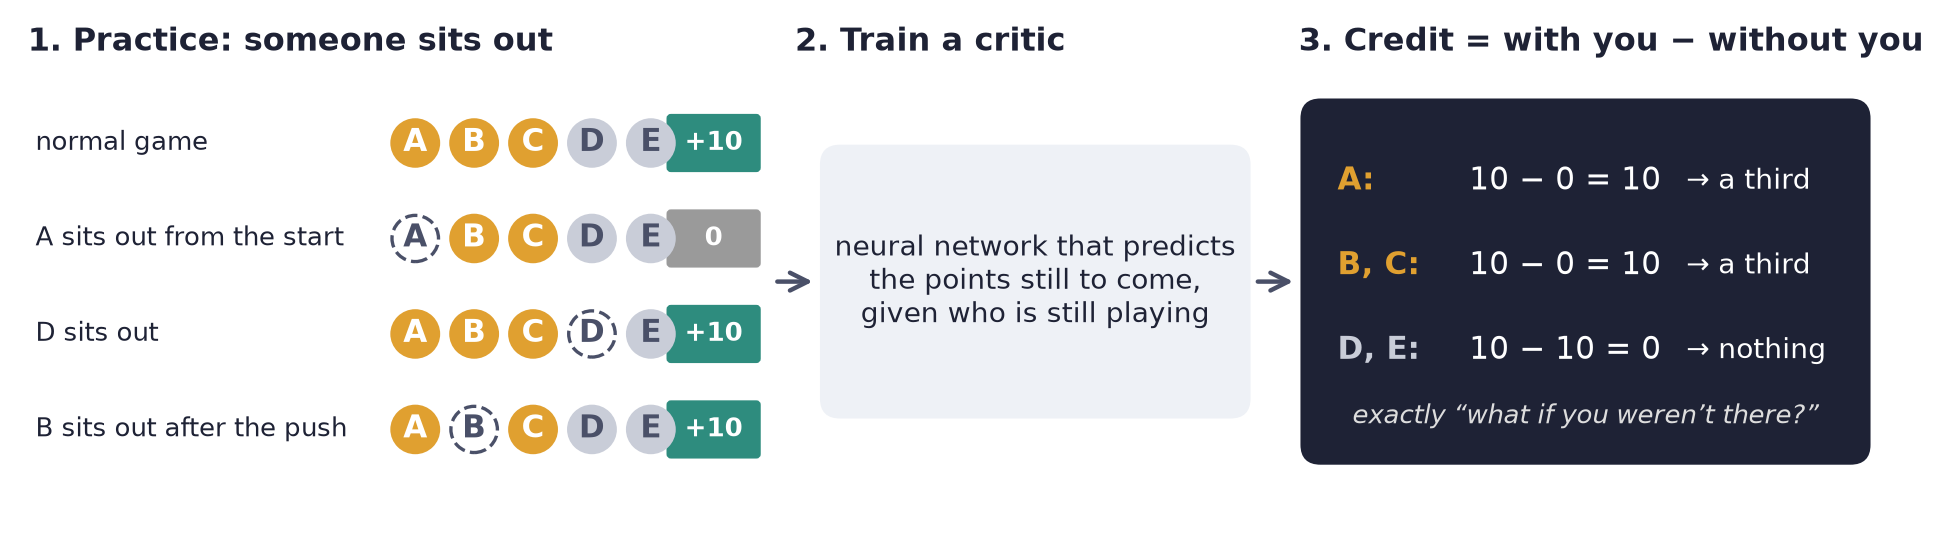 1. Practice: someone sits out
normal game
A B C D E +10
A sits out from the start
A B C D E 0
D sits out
A B C D E +10
B sits out after the push
A B C D E +10
2. Train a critic
neural network that predicts
the points still to come,
given who is still playing
3. Credit = with you − without you
A: 10 − 0 = 10 → a third
B, C: 10 − 0 = 10 → a third
D, E: 10 − 10 = 0 → nothing
exactly “what if you weren’t there?”